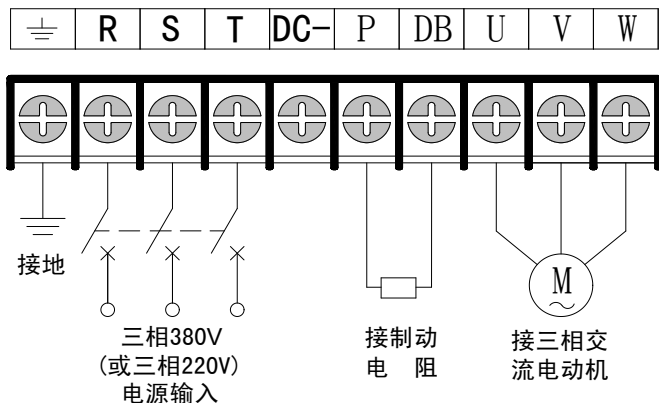 R S T DC- P DB U V W
接地
三相380V
(或三相220V)
电源输入
接制动
电 阻
M
接三相交
流电动机